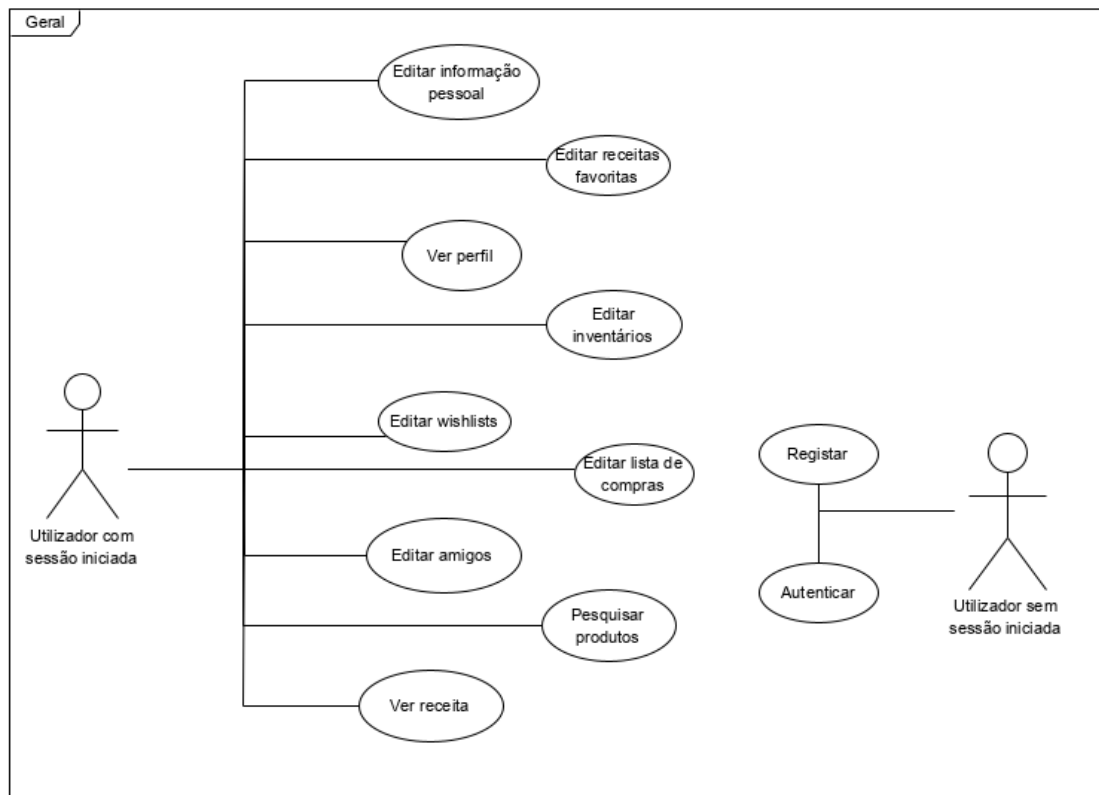 Geral
Editar informação
pessoal
Editar receitas
favoritas
Ver perfil
Editar
inventários
Editar wishlists
Editar lista de
compras
Editar amigos
Pesquisar
produtos
Ver receita
Utilizador com
sessão iniciada
Registar
Autenticar
Utilizador sem
sessão iniciada